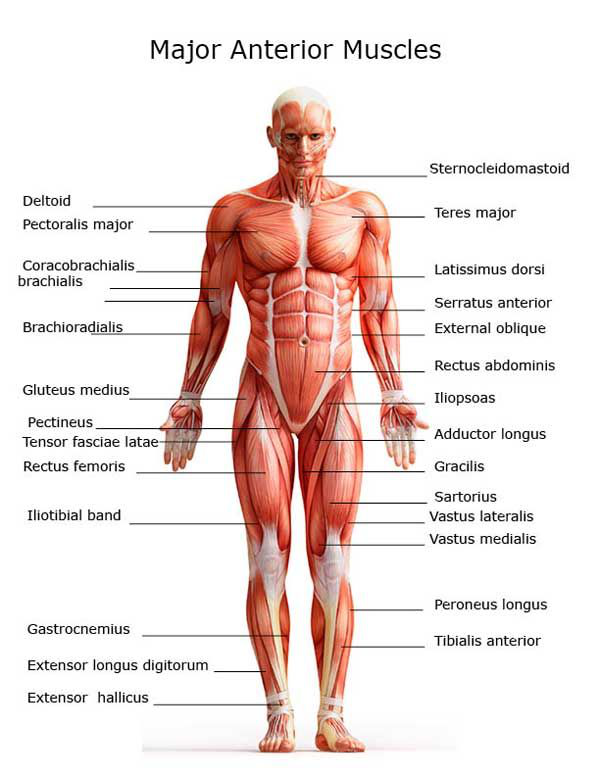 Major Anterior Muscles
Deltoid
Pectoralis major
Coracobrachialis
brachialis
Brachioradialis
Gluteus medius
Pectineus
Tensor fasciae latae
Rectus femoris
Iliotibial band
Gastrocnemius
Extensor longus digitorum
Extensor hallicus
Sternocleidomastoid
Teres major
Latissimus dorsi
Serratus anterior
External oblique
Rectus abdominis
Iliopsoas
Adductor longus
Gracilis
Sartorius
Vastus lateralis
Vastus medialis
Peroneus longus
Tibialis anterior